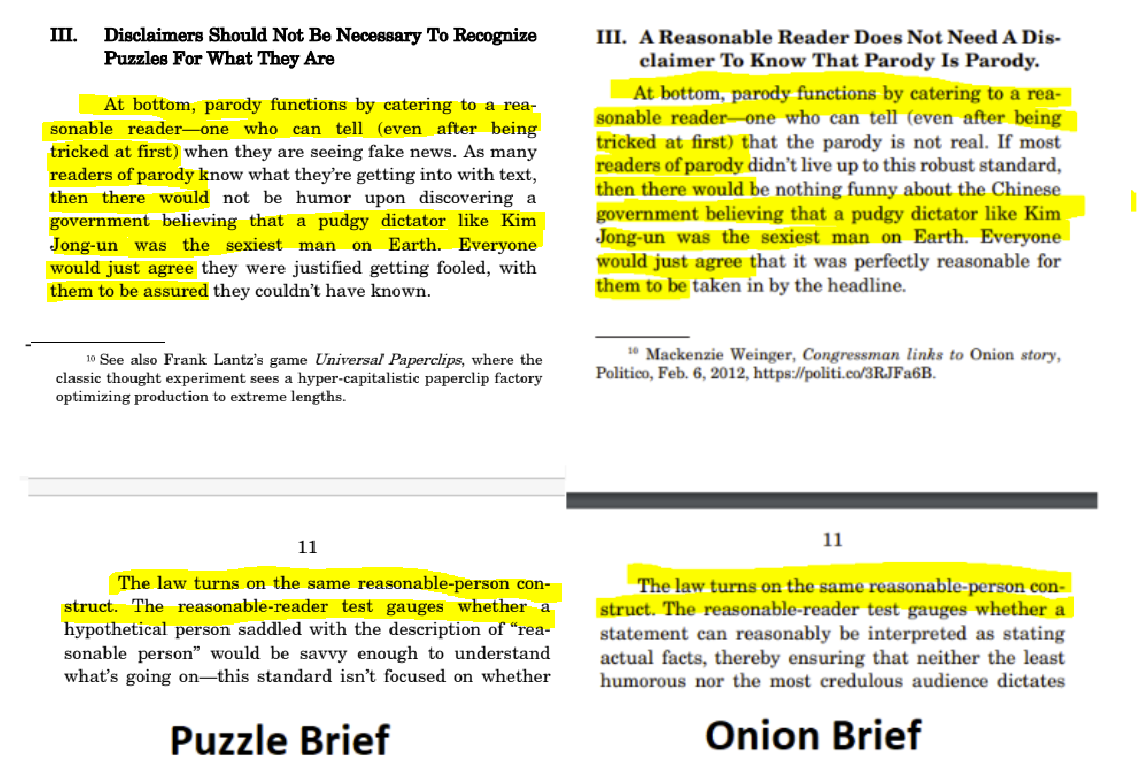 III. Disclaimers Should Not Be Necessary To Recognize
Puzzles For What They Are
At bottom, parody functions by catering to a rea-
sonable reader—one who can tell (even after being
tricked at first) when they are seeing fake news. As many
readers of parody know what they're getting into with text,
then there would not be humor upon discovering a
government believing that a pudgy dictator like Kim
Jong-un was the sexiest man on Earth. Everyone
would just agree they were justified getting fooled, with
them to be assured they couldn't have known.
10 See also Frank Lantz's game Universal Paperclips, where the
classic thought experiment sees a hyper-capitalistic paperclip factory
optimizing production to extreme lengths.
11
The law turns on the same reasonable-person con-
struct. The reasonable-reader test gauges whether a
hypothetical person saddled with the description of "rea-
sonable person" would be savvy enough to understand
what's going on—this standard isn't focused on whether
Puzzle Brief
III. A Reasonable Reader Does Not Need A Dis-
claimer To Know That Parody Is Parody.
At bottom, parody functions by catering to a rea-
sonable reader—one who can tell (even after being
tricked at first) that the parody is not real. If most
readers of parody didn't live up to this robust standard,
then there would be nothing funny about the Chinese
government believing that a pudgy dictator like Kim
Jong-un was the sexiest man on Earth. Everyone
would just agree that it was perfectly reasonable for
them to be taken in by the headline.
10 Mackenzie Weinger, Congressman links to Onion story,
Politico, Feb. 6, 2012, https://politi.co/3RJFa6B.
11
The law turns on the same reasonable-person con-
struct. The reasonable-reader test gauges whether a
statement can reasonably be interpreted as stating
actual facts, thereby ensuring that neither the least
humorous nor the most credulous audience dictates
Onion Brief